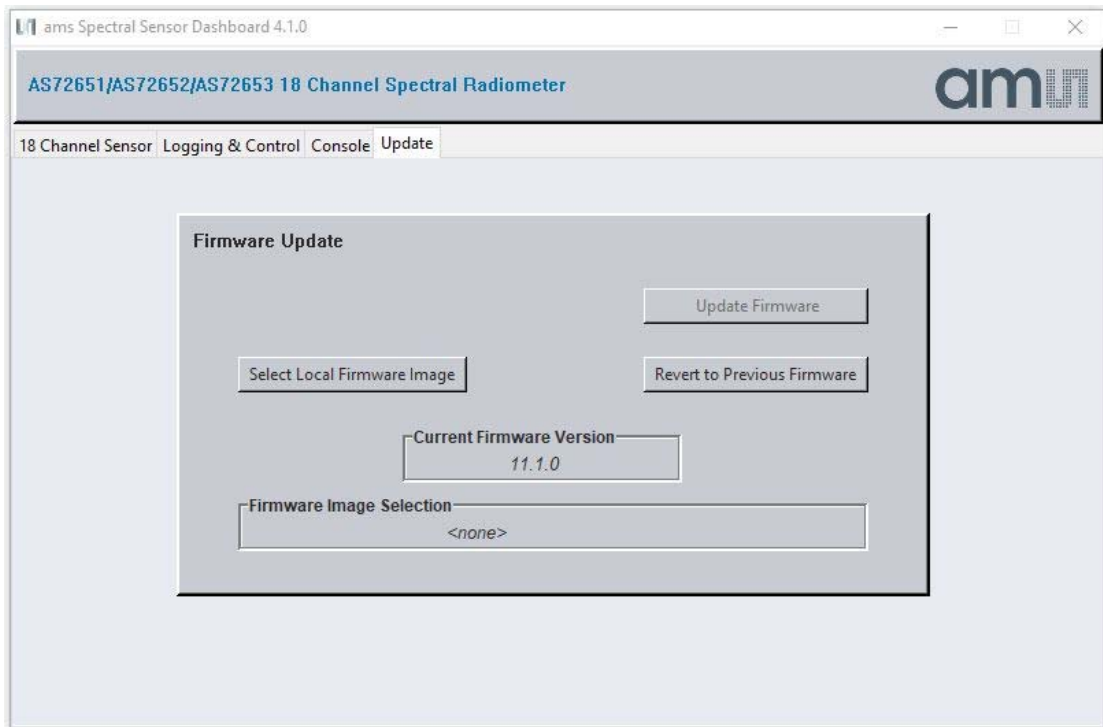 ams Spectral Sensor Dashboard 4.1.0
AS72651/AS72652/AS72653 18 Channel Spectral Radiometer
am
18 Channel Sensor Logging & Control Console Update
Firmware Update
Update Firmware
Select Local Firmware Image
Revert to Previous Firmware
Current Firmware Version
11.1.0
Firmware Image Selection
<none>